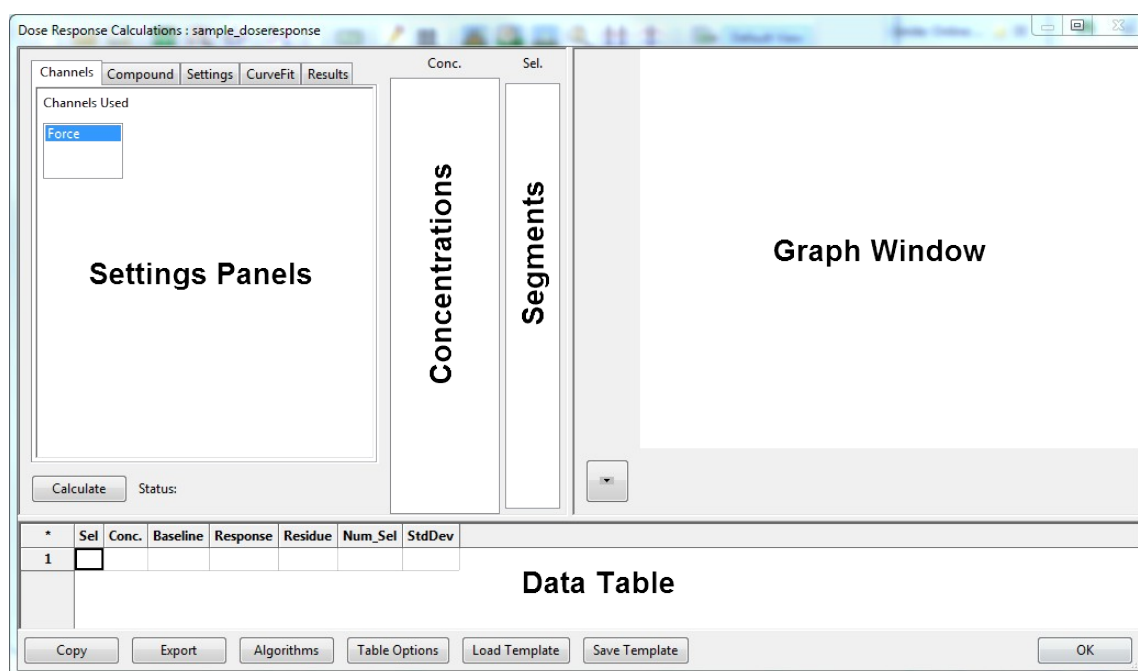 Dose Response Calculations : sample_doseresponse
Channels Compound Settings CurveFit Results
Channels Used
Force
Settings Panels
Calculate Status:
Conc.
Concentrations
Sel.
Segments
Graph Window
* Sel Conc. Baseline Response Residue Num_Sel StdDev
1
Data Table
Copy Export Algorithms Table Options Load Template Save Template OK